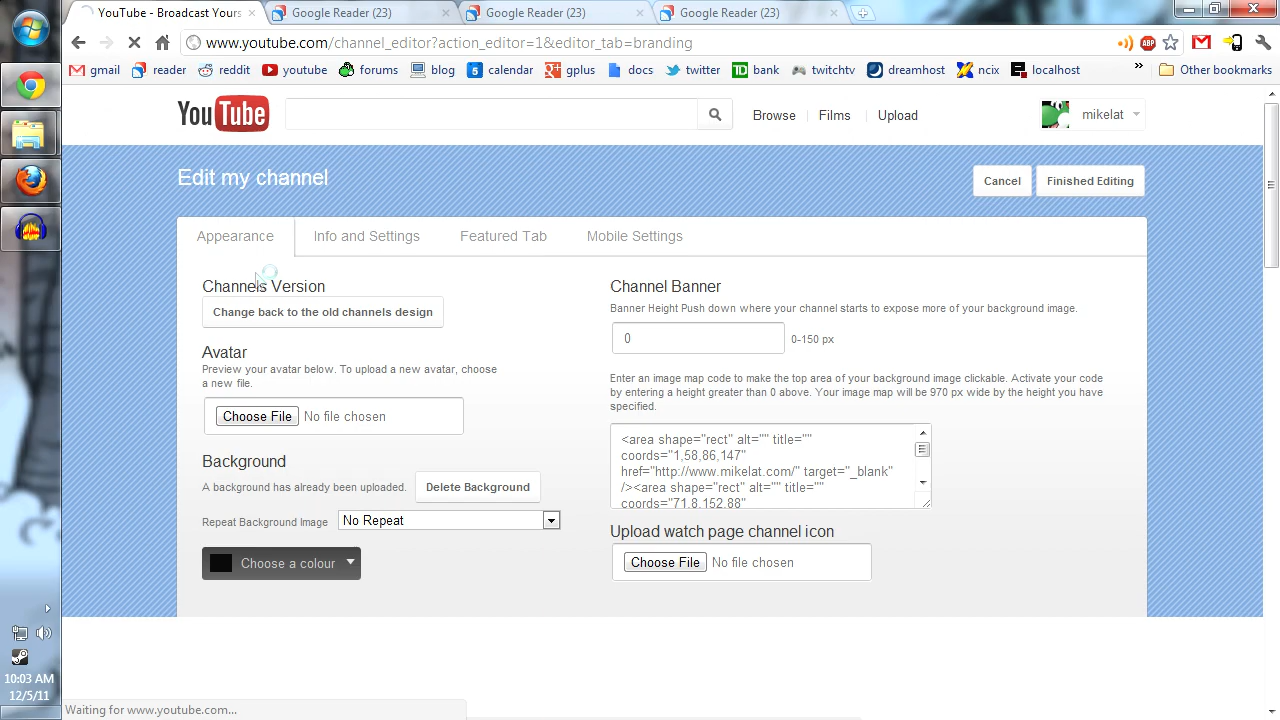 YouTube - Broadcast Yours
Google Reader (23)
Google Reader (23)
Google Reader (23)
www.youtube.com/channel_editor?action_editor=1&editor_tab=branding
ABP
gmail
reader
reddit
youtube
forums
blog
5 calendar
gplus
docs
twitter
TD bank
twitchtv
dreamhost
ncix
localhost
»
Other bookmarks
YouTube
Browse
Films
Upload
mikelat
Edit my channel
Cancel
Finished Editing
Appearance
Info and Settings
Featured Tab
Mobile Settings
Channels Version
Change back to the old channels design
Avatar
Preview your avatar below. To upload a new avatar, choose
a new file.
Choose File No file chosen
Background
A background has already been uploaded.
Delete Background
Repeat Background Image
No Repeat
Choose a colour
Channel Banner
Banner Height Push down where your channel starts to expose more of your background image.
0
0-150 px
Enter an image map code to make the top area of your background image clickable. Activate your code
by entering a height greater than 0 above. Your image map will be 970 px wide by the height you have
specified.
<area shape="rect" alt="" title=""
coords="1,58,86,147"
href="http://www.mikelat.com/" target="_blank"
/><area shape="rect" alt="" title=""
coords="71,8,152,88"
Upload watch page channel icon
Choose File No file chosen
10:03 AM
12/5/11
Waiting for www.youtube.com...